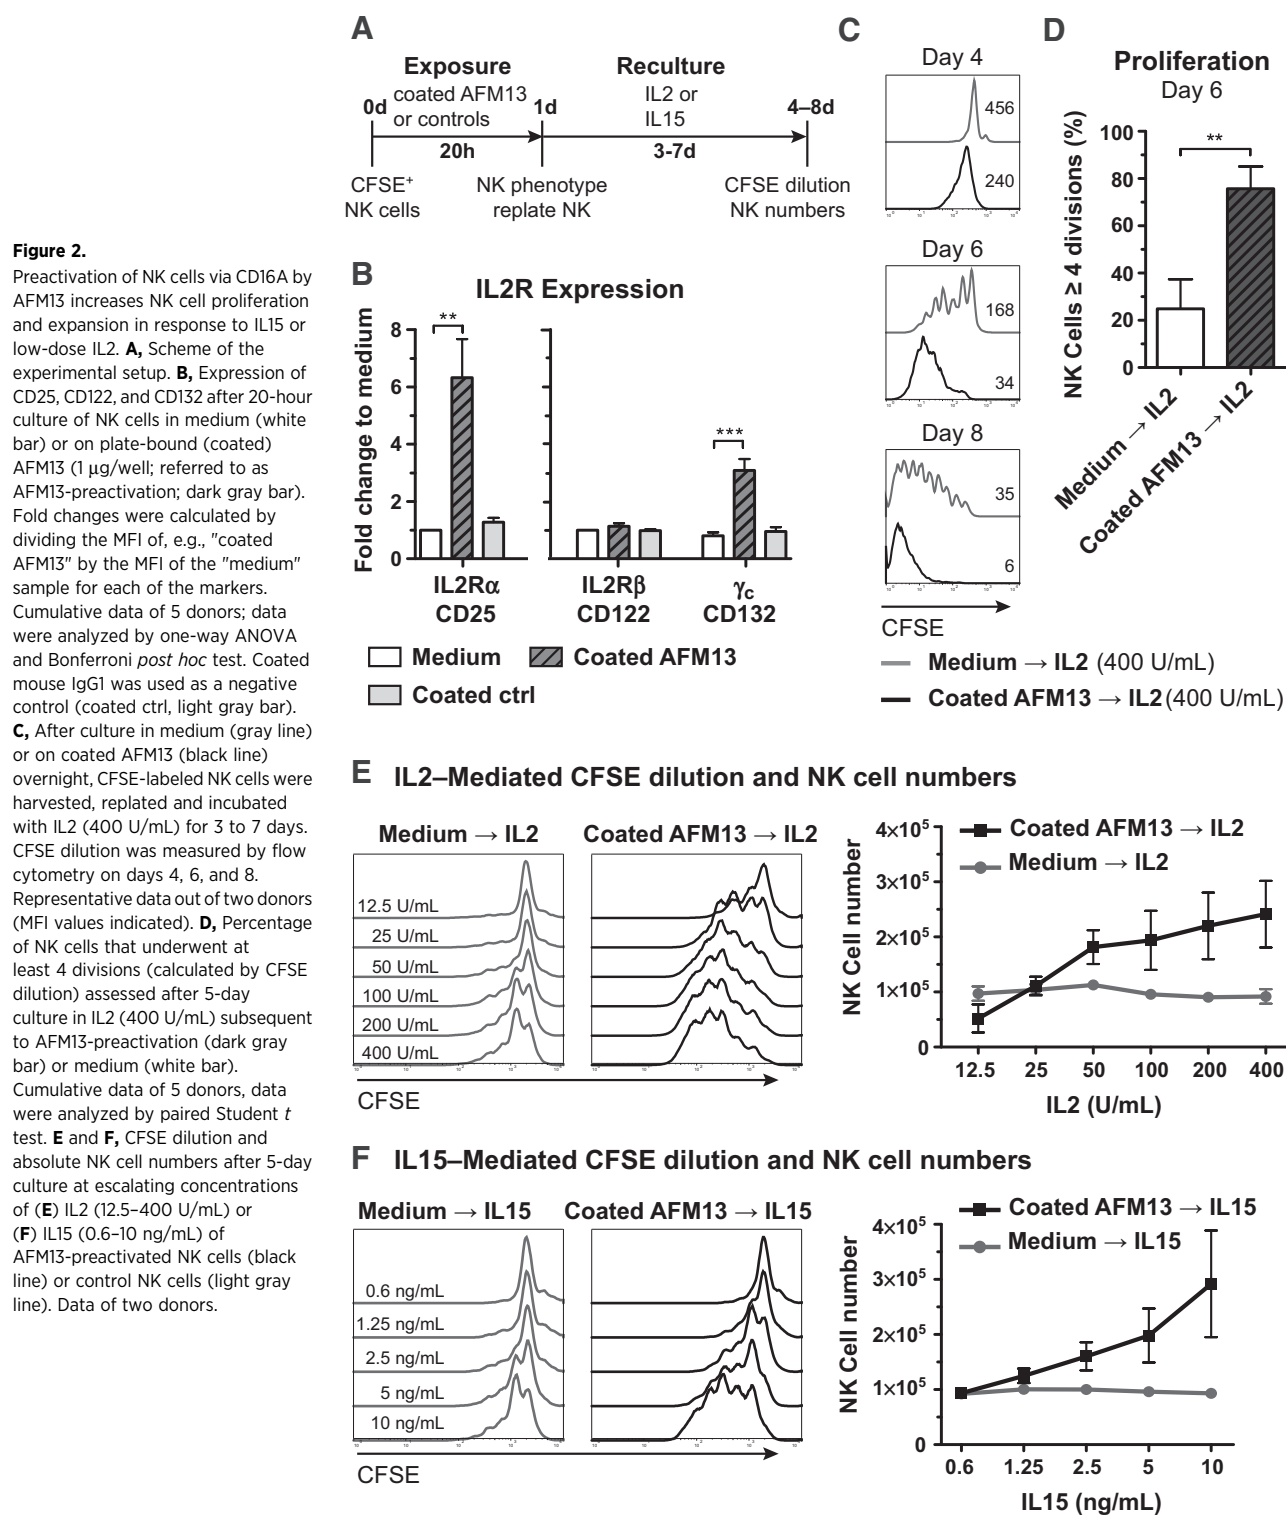 Figure 2.
Preactivation of NK cells via CD16A by
AFM13 increases NK cell proliferation
and expansion in response to IL15 or
low-dose IL2. A, Scheme of the
experimental setup. B, Expression of
CD25, CD122, and CD132 after 20-hour
culture of NK cells in medium (white
bar) or on plate-bound (coated)
AFM13 (1 μg/well; referred to as
AFM13-preactivation; dark gray bar).
Fold changes were calculated by
dividing the MFI of, e.g., "coated
AFM13" by the MFI of the "medium"
sample for each of the markers.
Cumulative data of 5 donors; data
were analyzed by one-way ANOVA
and Bonferroni post hoc test. Coated
mouse IgG1 was used as a negative
control (coated ctrl, light gray bar).
C, After culture in medium (gray line)
or on coated AFM13 (black line)
overnight, CFSE-labeled NK cells were
harvested, replated and incubated
with IL2 (400 U/mL) for 3 to 7 days.
CFSE dilution was measured by flow
cytometry on days 4, 6, and 8.
Representative data out of two donors
(MFI values indicated). D, Percentage
of NK cells that underwent at
least 4 divisions (calculated by CFSE
dilution) assessed after 5-day
culture in IL2 (400 U/mL) subsequent
to AFM13-preactivation (dark gray
bar) or medium (white bar).
Cumulative data of 5 donors, data
were analyzed by paired Student t
test. E and F, CFSE dilution and
absolute NK cell numbers after 5-day
culture at escalating concentrations
of (E) IL2 (12.5–400 U/mL) or
(F) IL15 (0.6–10 ng/mL) of
AFM13-preactivated NK cells (black
line) or control NK cells (light gray
line). Data of two donors.
A
Exposure
Reculture
0d
coated AFM13
or controls
1d
IL2 or
IL15
4–8d
20h
3-7d
CFSE⁺
NK cells
NK phenotype
replate NK
CFSE dilution
NK numbers
B
IL2R Expression
Fold change to medium
8
6
4
2
0
**
***
IL2Rα
CD25
IL2Rβ
CD122
γc
CD132
Medium
Coated AFM13
Coated ctrl
C
Day 4
456
240
Day 6
168
34
Day 8
35
6
CFSE
Medium → IL2 (400 U/mL)
Coated AFM13 → IL2 (400 U/mL)
D
Proliferation
Day 6
NK Cells ≥ 4 divisions (%)
100
80
60
40
20
0
**
Medium → IL2
Coated AFM13 → IL2
E IL2–Mediated CFSE dilution and NK cell numbers
Medium → IL2
Coated AFM13 → IL2
12.5 U/mL
25 U/mL
50 U/mL
100 U/mL
200 U/mL
400 U/mL
CFSE
Coated AFM13 → IL2
Medium → IL2
NK Cell number
4×10⁵
3×10⁵
2×10⁵
1×10⁵
0
12.5 25 50 100 200 400
IL2 (U/mL)
F IL15–Mediated CFSE dilution and NK cell numbers
Medium → IL15
Coated AFM13 → IL15
0.6 ng/mL
1.25 ng/mL
2.5 ng/mL
5 ng/mL
10 ng/mL
CFSE
Coated AFM13 → IL15
Medium → IL15
NK Cell number
4×10⁵
3×10⁵
2×10⁵
1×10⁵
0
0.6 1.25 2.5 5 10
IL15 (ng/mL)